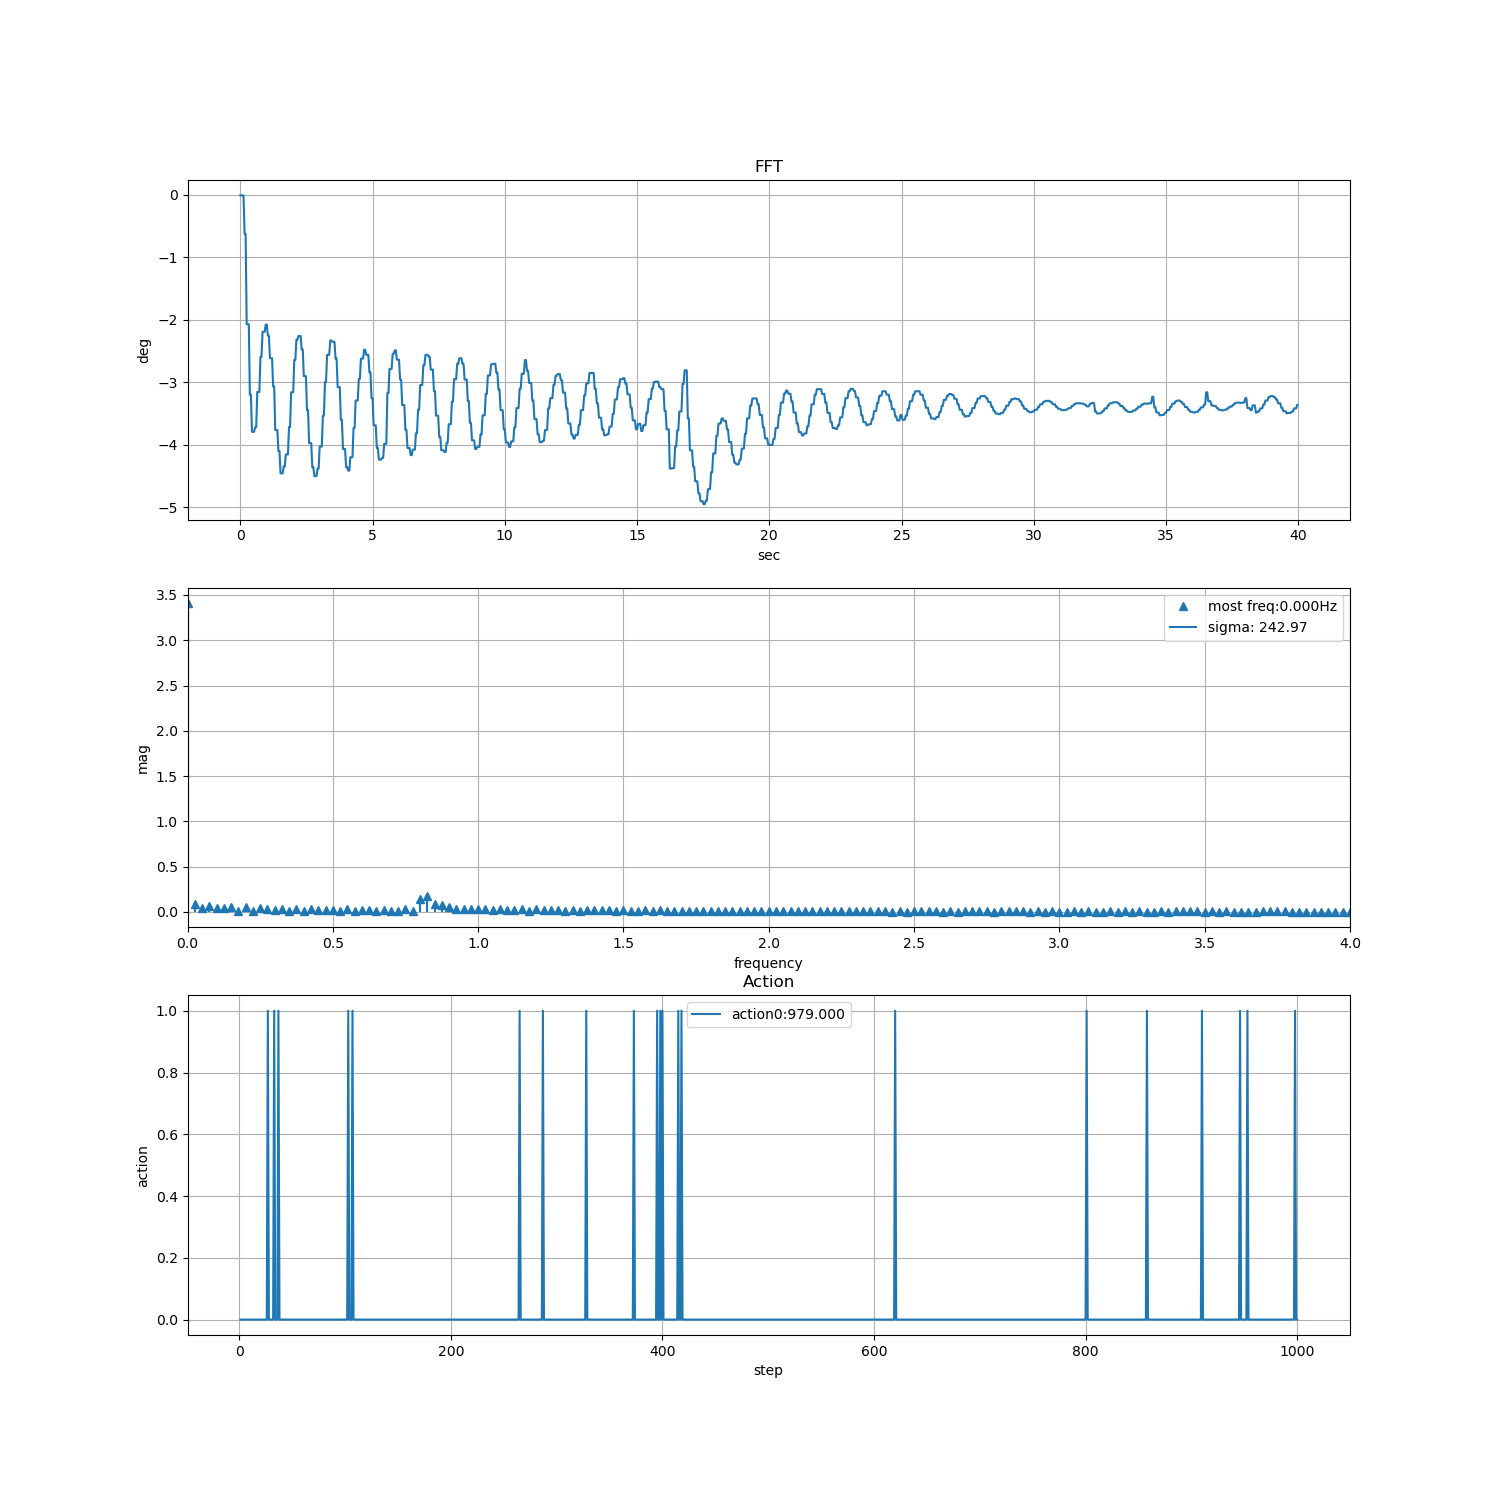 FFT
0
−1
−2
−3
−4
−5
deg
0 5 10 15 20 25 30 35 40
sec
3.5
3.0
2.5
2.0
1.5
1.0
0.5
0.0
mag
most freq:0.000Hz
sigma: 242.97
0.0 0.5 1.0 1.5 2.0 2.5 3.0 3.5 4.0
frequency
Action
1.0
0.8
0.6
0.4
0.2
0.0
action
action0:979.000
0 200 400 600 800 1000
step